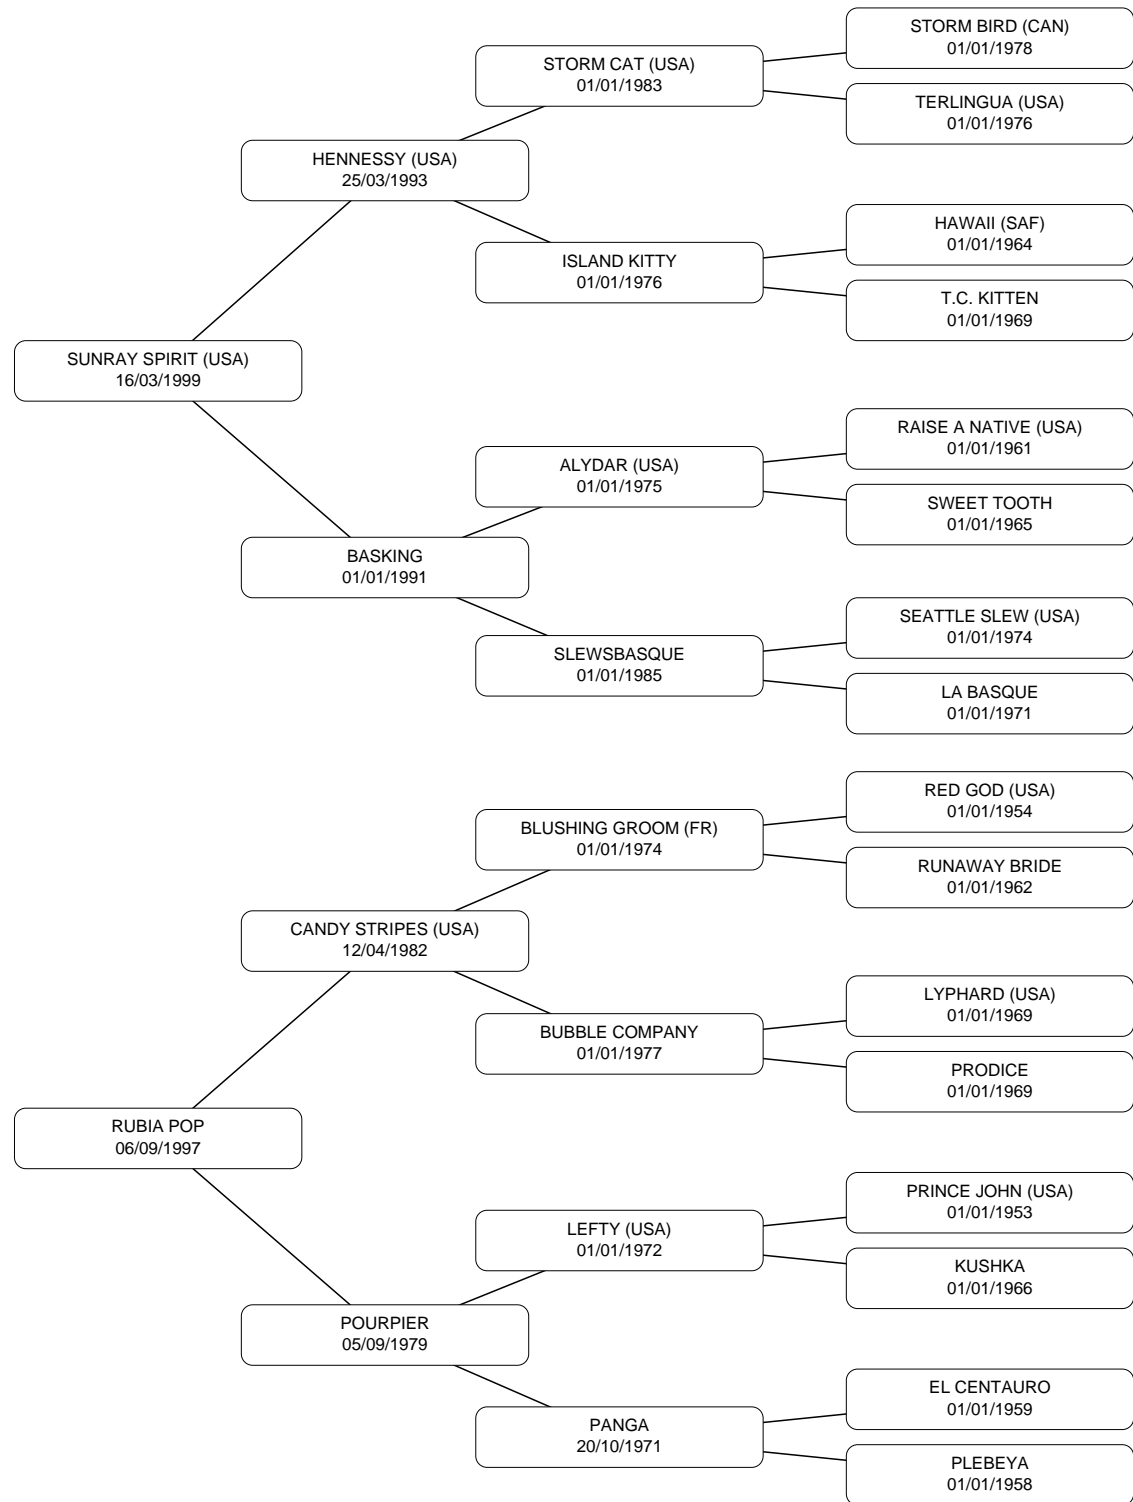 STORM BIRD (CAN)
01/01/1978
STORM CAT (USA)
01/01/1983
TERLINGUA (USA)
01/01/1976
HENNESSY (USA)
25/03/1993
HAWAII (SAF)
01/01/1964
ISLAND KITTY
01/01/1976
T.C. KITTEN
01/01/1969
SUNRAY SPIRIT (USA)
16/03/1999
RAISE A NATIVE (USA)
01/01/1961
ALYDAR (USA)
01/01/1975
SWEET TOOTH
01/01/1965
BASKING
01/01/1991
SEATTLE SLEW (USA)
01/01/1974
SLEWSBASQUE
01/01/1985
LA BASQUE
01/01/1971
RED GOD (USA)
01/01/1954
BLUSHING GROOM (FR)
01/01/1974
RUNAWAY BRIDE
01/01/1962
CANDY STRIPES (USA)
12/04/1982
LYPHARD (USA)
01/01/1969
BUBBLE COMPANY
01/01/1977
PRODICE
01/01/1969
RUBIA POP
06/09/1997
PRINCE JOHN (USA)
01/01/1953
LEFTY (USA)
01/01/1972
KUSHKA
01/01/1966
POURPIER
05/09/1979
EL CENTAURO
01/01/1959
PANGA
20/10/1971
PLEBEYA
01/01/1958